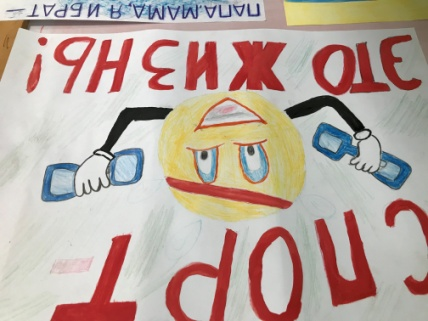 СПОРТ -
ЭТО ЖИЗНЬ!
ПАПА, МАМА, Я И БРАТ –